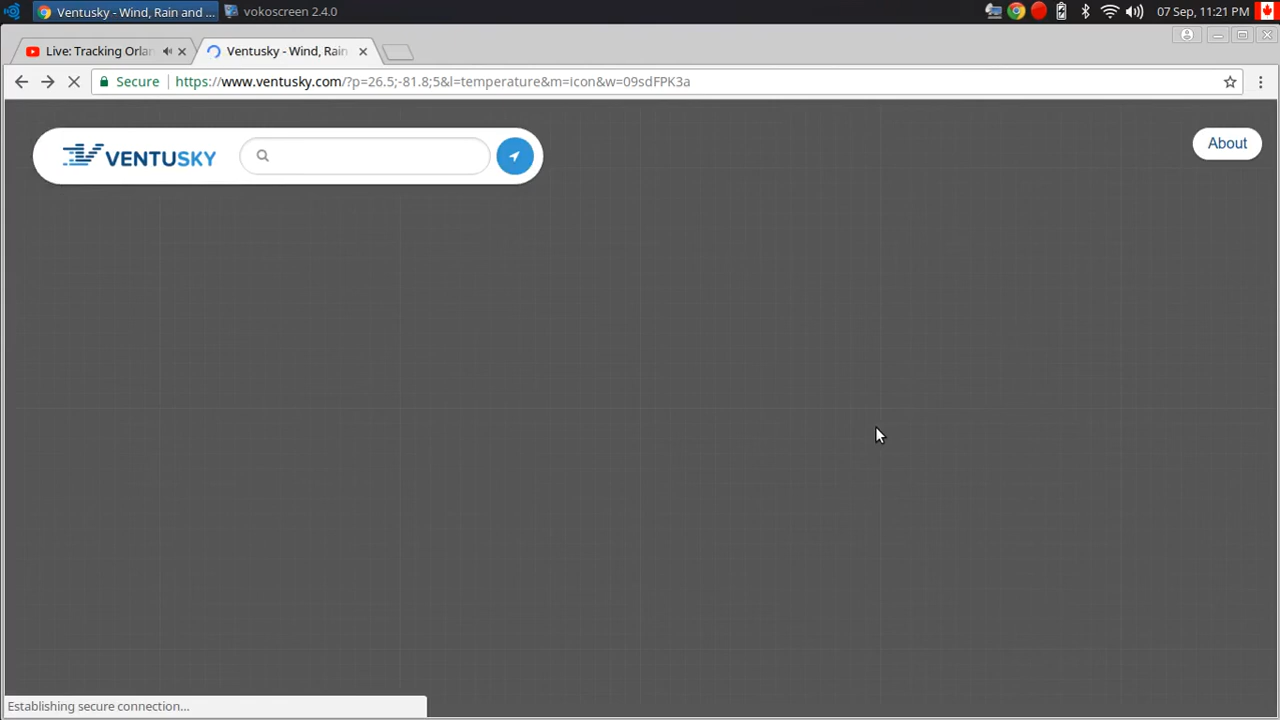 Ventusky - Wind, Rain and ...
vokoscreen 2.4.0
07 Sep, 11:21 PM
Live: Tracking Orlan
Ventusky - Wind, Rain
Secure
https://www.ventusky.com/?p=26.5;-81.8;5&l=temperature&m=icon&w=09sdFPK3a
VENTUSKY
About
Establishing secure connection...